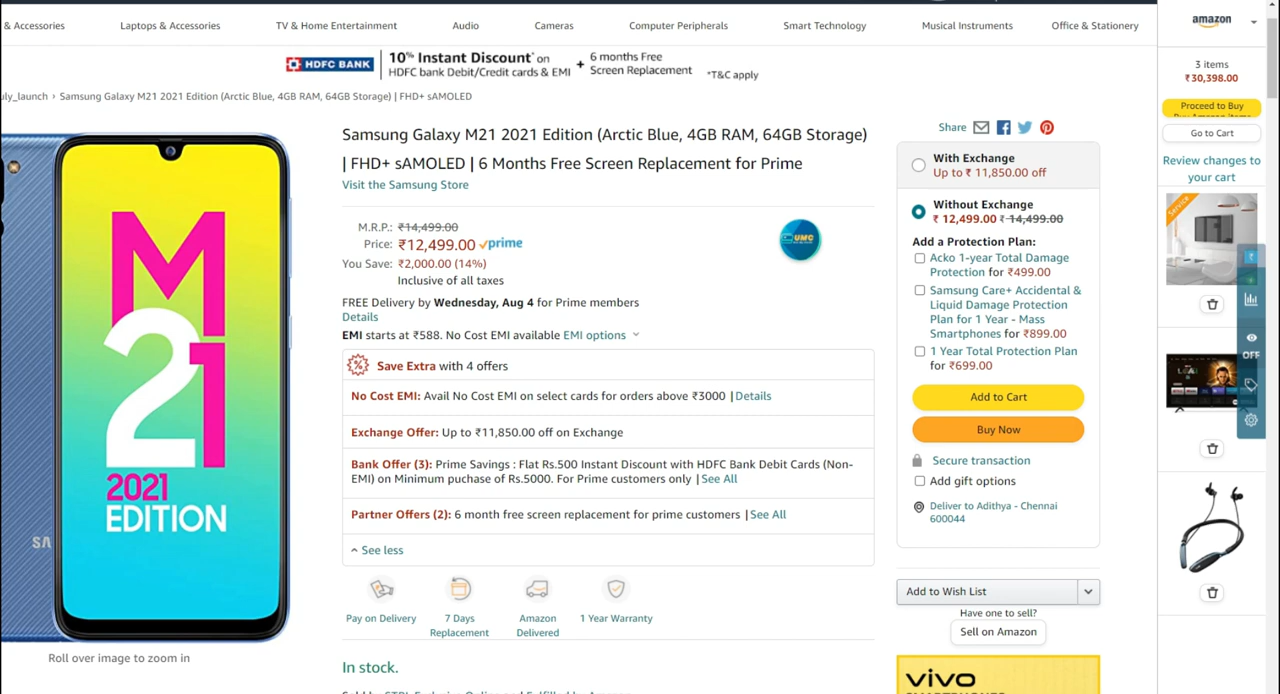 & Accessories
Laptops & Accessories
TV & Home Entertainment
Audio
Cameras
Computer Peripherals
Smart Technology
Musical Instruments
Office & Stationery
HDFC BANK
10% Instant Discount* on
HDFC bank Debit/Credit cards & EMI
+
6 months Free
Screen Replacement
*T&C apply
uly_launch › Samsung Galaxy M21 2021 Edition (Arctic Blue, 4GB RAM, 64GB Storage) | FHD+ sAMOLED
M
21
2021
EDITION
SA
Roll over image to zoom in
Samsung Galaxy M21 2021 Edition (Arctic Blue, 4GB RAM, 64GB Storage)
| FHD+ sAMOLED | 6 Months Free Screen Replacement for Prime
Visit the Samsung Store
M.R.P.: ₹14,499.00
Price: ₹12,499.00 prime
You Save: ₹2,000.00 (14%)
Inclusive of all taxes
UMC
FREE Delivery by Wednesday, Aug 4 for Prime members
Details
EMI starts at ₹588. No Cost EMI available EMI options
Save Extra with 4 offers
No Cost EMI: Avail No Cost EMI on select cards for orders above ₹3000 | Details
Exchange Offer: Up to ₹11,850.00 off on Exchange
Bank Offer (3): Prime Savings : Flat Rs.500 Instant Discount with HDFC Bank Debit Cards (Non-
EMI) on Minimum puchase of Rs.5000. For Prime customers only | See All
Partner Offers (2): 6 month free screen replacement for prime customers | See All
See less
Pay on Delivery
7 Days
Replacement
Amazon
Delivered
1 Year Warranty
In stock.
Share
With Exchange
Up to ₹ 11,850.00 off
Without Exchange
₹ 12,499.00 ₹ 14,499.00
Add a Protection Plan:
Acko 1-year Total Damage
Protection for ₹499.00
Samsung Care+ Accidental &
Liquid Damage Protection
Plan for 1 Year - Mass
Smartphones for ₹899.00
1 Year Total Protection Plan
for ₹699.00
Add to Cart
Buy Now
Secure transaction
Add gift options
Deliver to Adithya - Chennai
600044
Add to Wish List
Have one to sell?
Sell on Amazon
vivo
amazon
3 items
₹30,398.00
Proceed to Buy
Go to Cart
Review changes to
your cart
Service
OFF